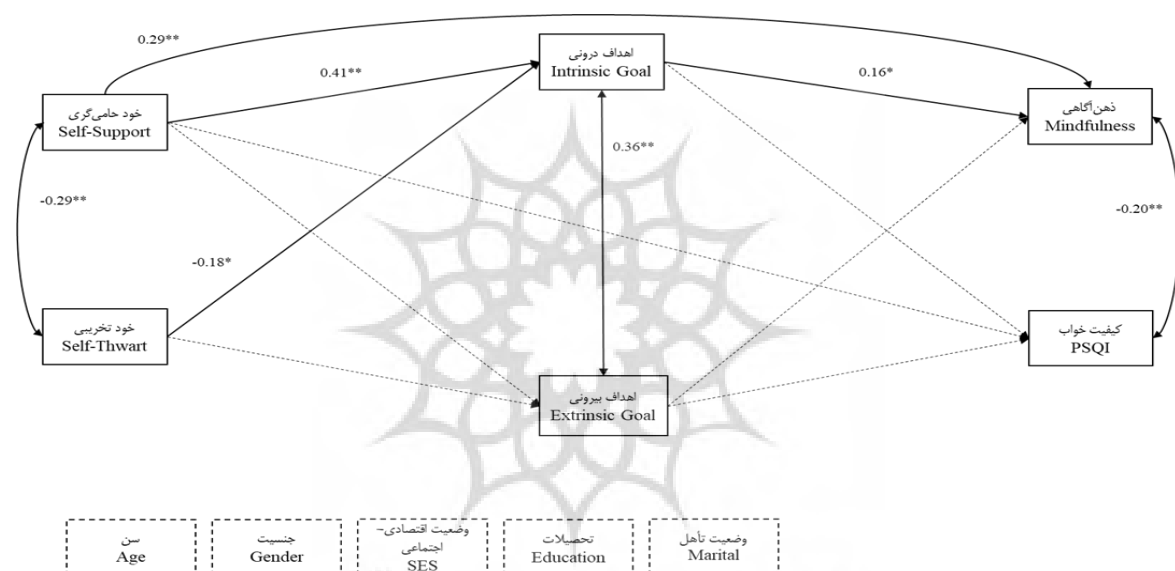 0.29**
اهداف درونی
Intrinsic Goal
0.41**
0.16*
خود حامی‌گری
Self-Support
ذهن‌آگاهی
Mindfulness
0.36**
-0.29**
-0.20**
-0.18*
خود تخریبی
Self-Thwart
کیفیت خواب
PSQI
اهداف بیرونی
Extrinsic Goal
سن
Age
جنسیت
Gender
وضعیت اقتصادی-
اجتماعی
SES
تحصیلات
Education
وضعیت تأهل
Marital